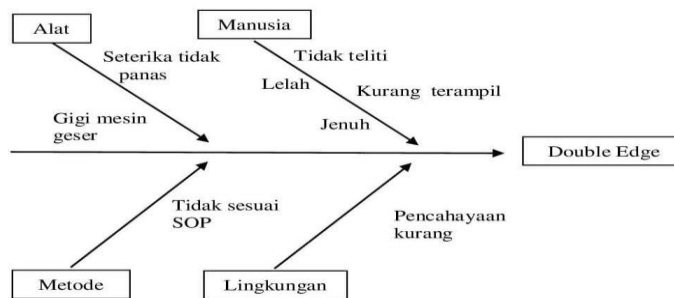 Alat
Manusia
Seterika tidak
panas
Tidak teliti
Lelah
Kurang terampil
Gigi mesin
geser
Jenuh
Double Edge
Tidak sesuai
SOP
Pencahayaan
kurang
Metode
Lingkungan